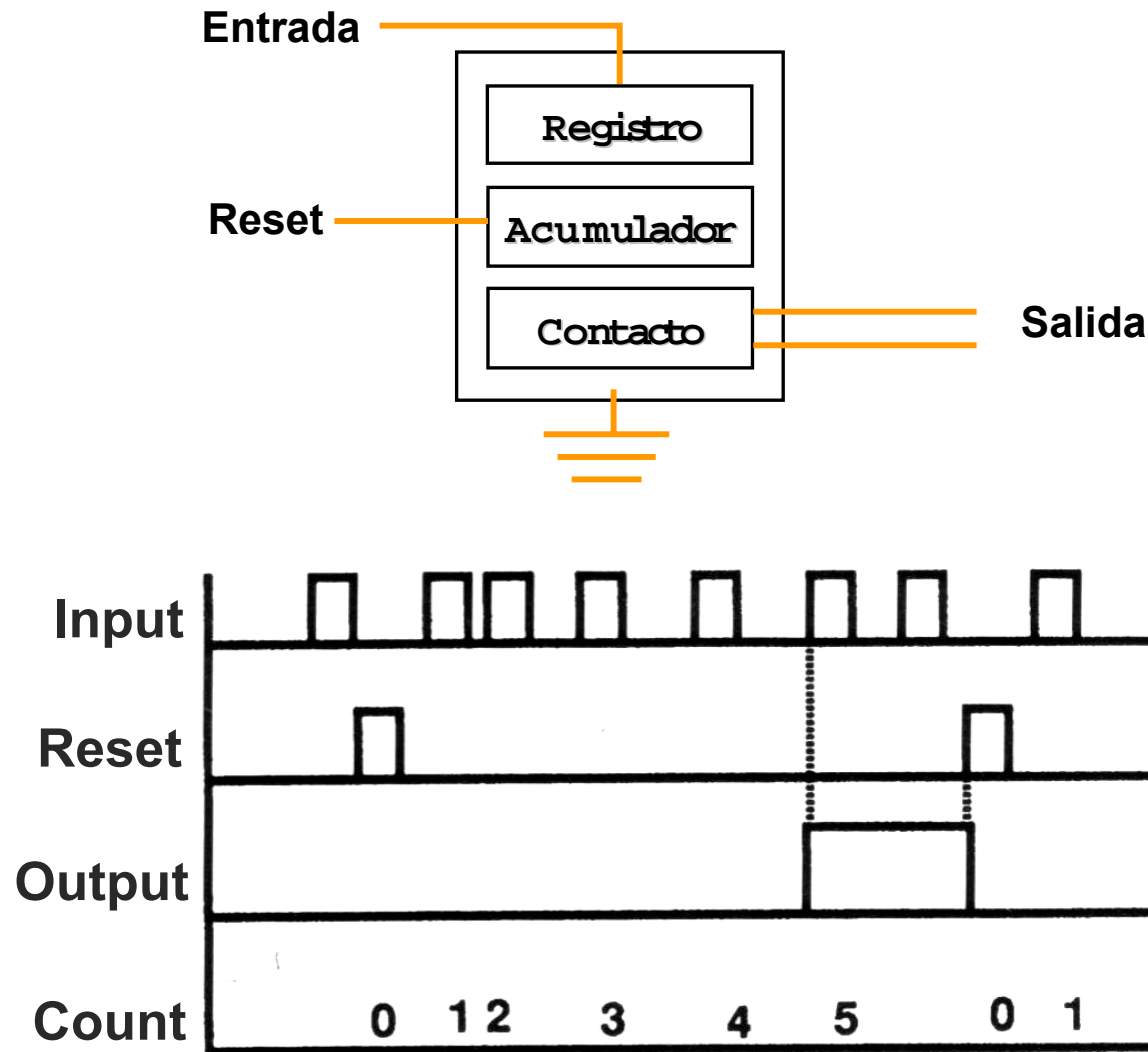 Entrada
Registro
Reset
Acumulador
Contacto
Salida
Input
Reset
Output
Count 0 1 2 3 4 5 0 1